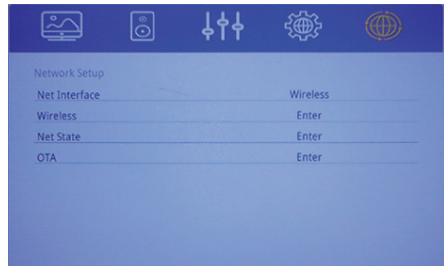 Network Setup
Net Interface Wireless
Wireless Enter
Net State Enter
OTA Enter